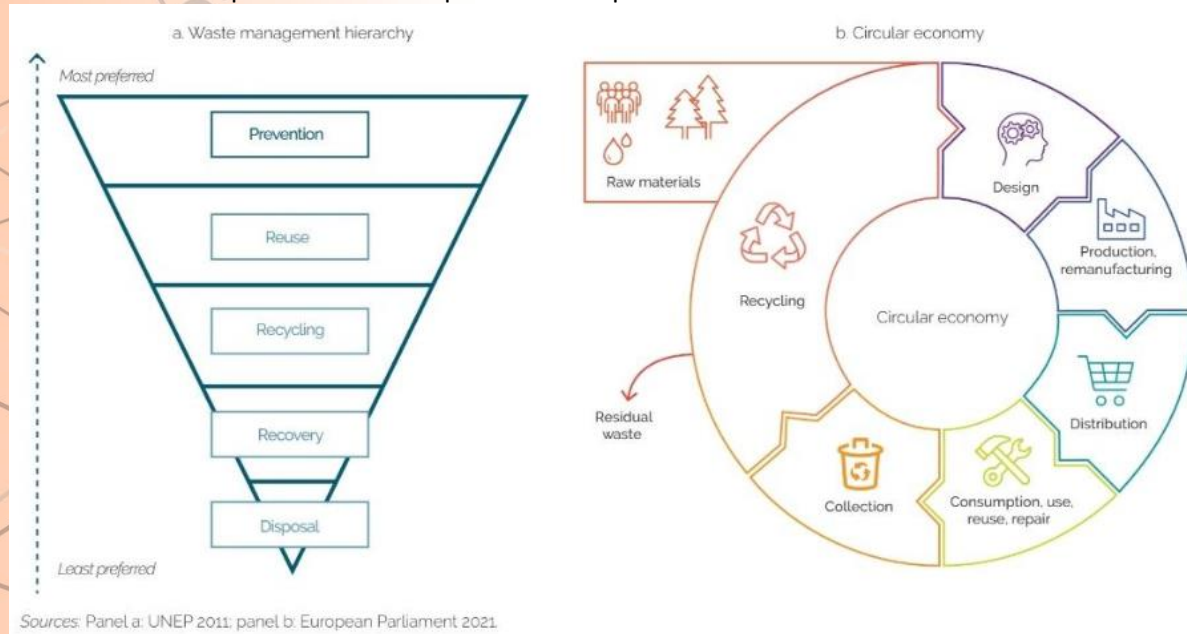 a. Waste management hierarchy
Most preferred
Prevention
Reuse
Recycling
Recovery
Disposal
Least preferred
b. Circular economy
Raw materials
Design
Production,
remanufacturing
Distribution
Consumption, use,
reuse, repair
Collection
Recycling
Circular economy
Residual
waste
Sources: Panel a: UNEP 2011; panel b: European Parliament 2021.